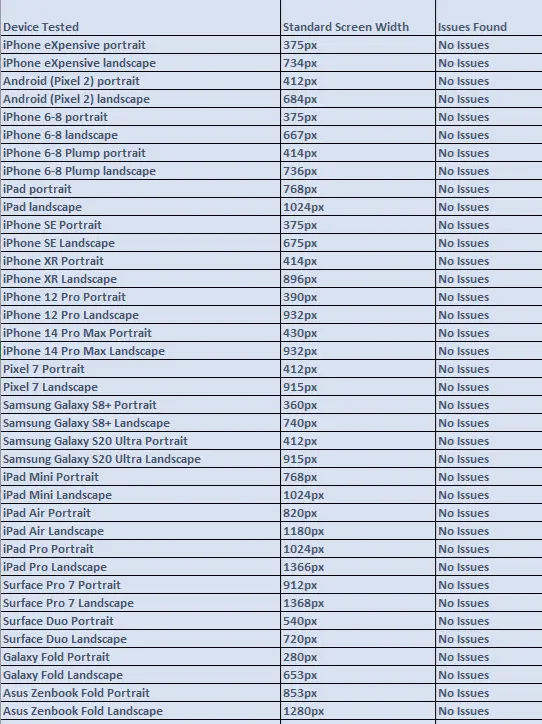 Device Tested Standard Screen Width Issues Found
iPhone eXpensive portrait 375px No Issues
iPhone eXpensive landscape 734px No Issues
Android (Pixel 2) portrait 412px No Issues
Android (Pixel 2) landscape 684px No Issues
iPhone 6-8 portrait 375px No Issues
iPhone 6-8 landscape 667px No Issues
iPhone 6-8 Plump portrait 414px No Issues
iPhone 6-8 Plump landscape 736px No Issues
iPad portrait 768px No Issues
iPad landscape 1024px No Issues
iPhone SE Portrait 375px No Issues
iPhone SE Landscape 675px No Issues
iPhone XR Portrait 414px No Issues
iPhone XR Landscape 896px No Issues
iPhone 12 Pro Portrait 390px No Issues
iPhone 12 Pro Landscape 932px No Issues
iPhone 14 Pro Max Portrait 430px No Issues
iPhone 14 Pro Max Landscape 932px No Issues
Pixel 7 Portrait 412px No Issues
Pixel 7 Landscape 915px No Issues
Samsung Galaxy S8+ Portrait 360px No Issues
Samsung Galaxy S8+ Landscape 740px No Issues
Samsung Galaxy S20 Ultra Portrait 412px No Issues
Samsung Galaxy S20 Ultra Landscape 915px No Issues
iPad Mini Portrait 768px No Issues
iPad Mini Landscape 1024px No Issues
iPad Air Portrait 820px No Issues
iPad Air Landscape 1180px No Issues
iPad Pro Portrait 1024px No Issues
iPad Pro Landscape 1366px No Issues
Surface Pro 7 Portrait 912px No Issues
Surface Pro 7 Landscape 1368px No Issues
Surface Duo Portrait 540px No Issues
Surface Duo Landscape 720px No Issues
Galaxy Fold Portrait 280px No Issues
Galaxy Fold Landscape 653px No Issues
Asus Zenbook Fold Portrait 853px No Issues
Asus Zenbook Fold Landscape 1280px No Issues